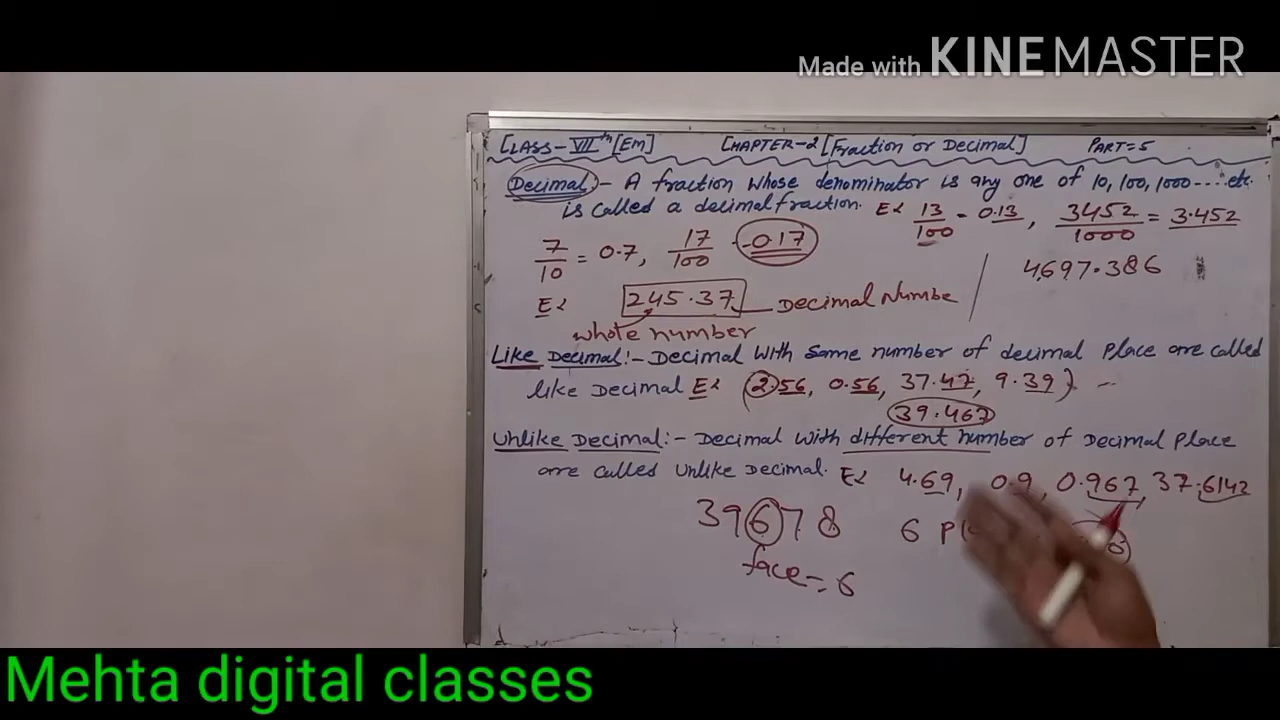 Made with KINEMASTER
CLASS-VIIth [Em] CHAPTER-2 [Fraction or Decimal] PART=5
Decimal :- A fraction whose denominator is any one of 10, 100, 1000 .... etc.
is called a decimal fraction. Ex 13/100 = 0.13, 3452/1000 = 3.452
7/10 = 0.7, 17/100 = 0.17 4,697.386
Ex 245.37 Decimal Numbe
whole number
Like Decimal :- Decimal with Same number of decimal Place are called
like Decimal Ex (2.56, 0.56, 37.47, 9.39) --
39.467
Unlike Decimal :- Decimal with different number of Decimal Place
are called Unlike Decimal. Ex 4.69, 0.9, 0.967, 37.6142
39678 6
face = 6
Mehta digital classes